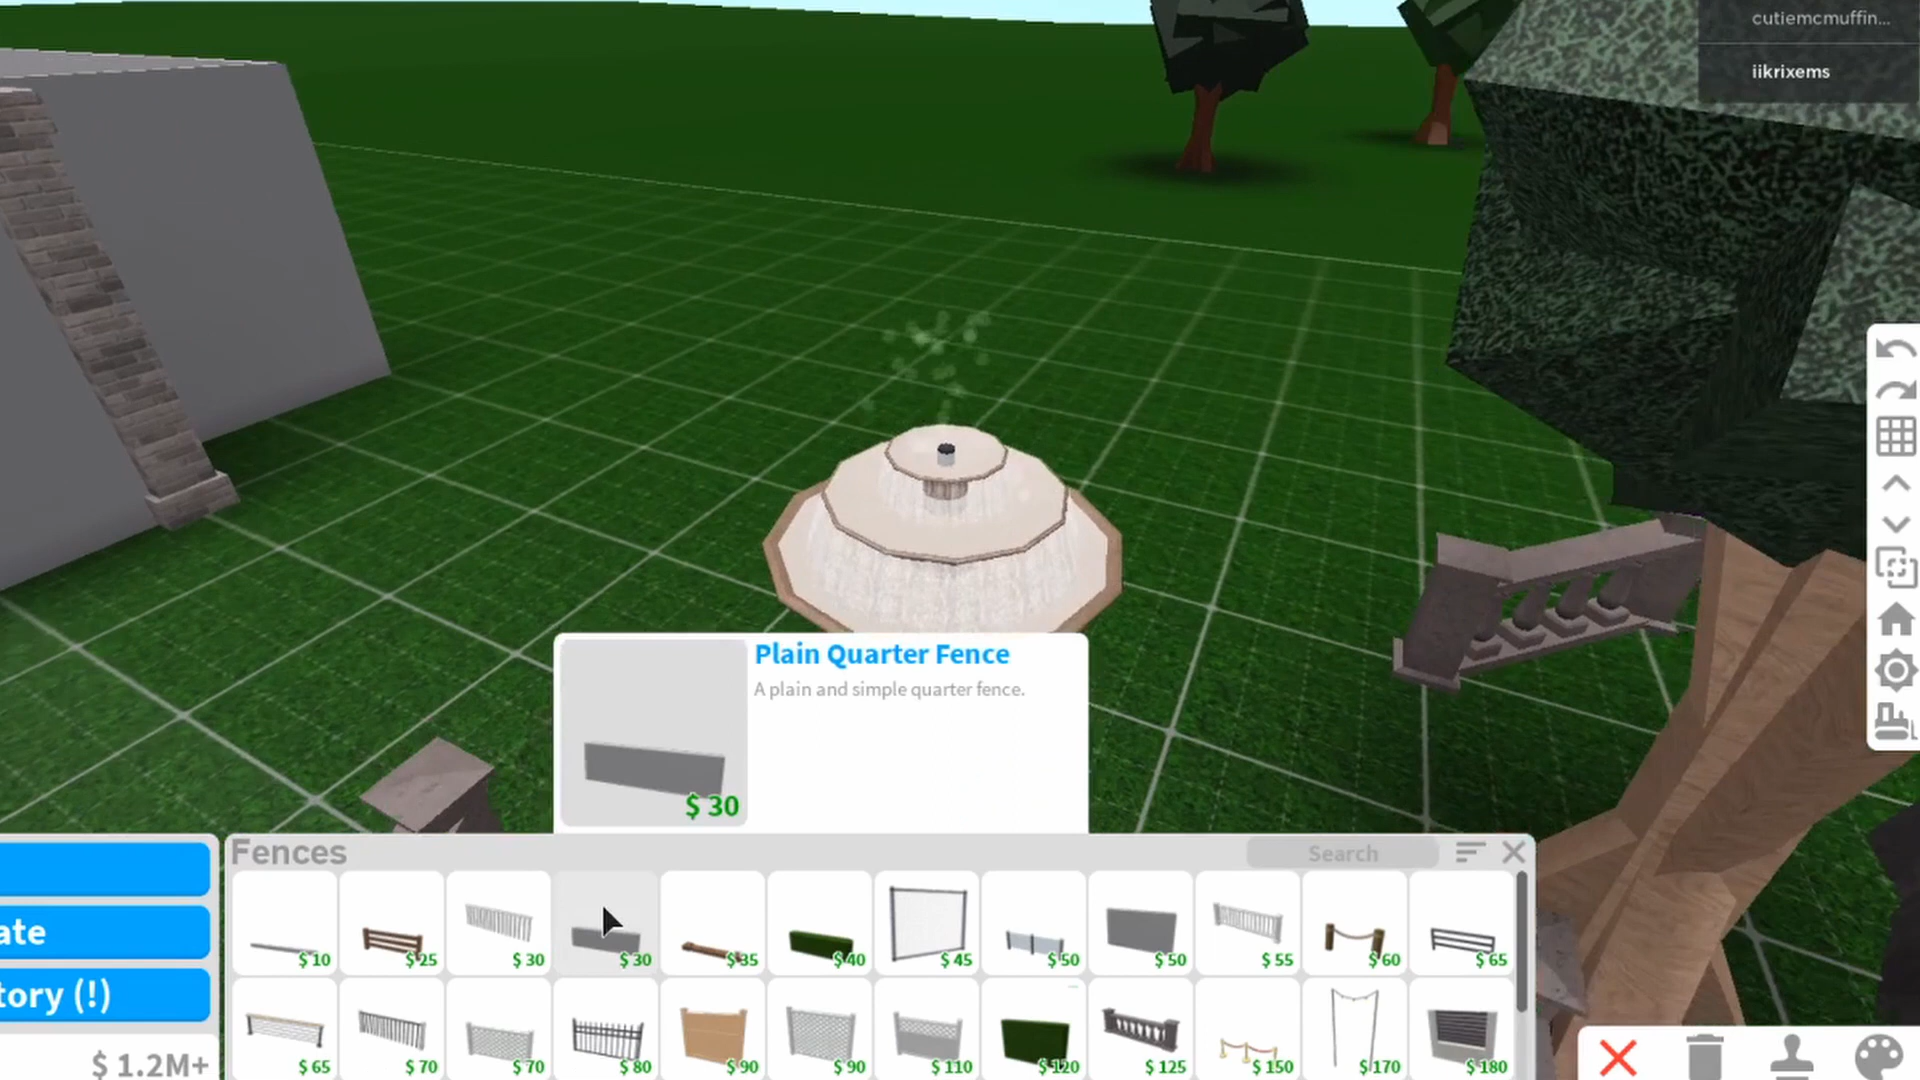 cutiemcmuffin...
iikrixems
Plain Quarter Fence
A plain and simple quarter fence.
$ 30
Fences
Search
$ 10
$ 25
$ 30
$ 30
$ 35
$ 40
$ 45
$ 50
$ 50
$ 55
$ 60
$ 65
ate
tory (!)
$ 65
$ 70
$ 70
$ 80
$ 90
$ 90
$ 110
$ 120
$ 125
$ 150
$ 170
$ 180
$ 1.2M+